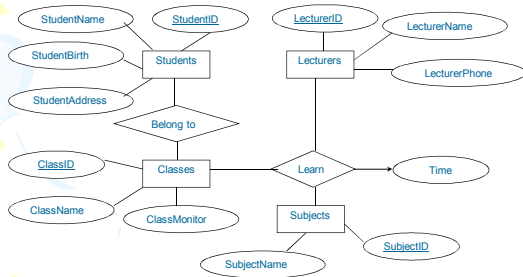 StudentName
StudentID
LecturerID
LecturerName
StudentBirth
Students
Lecturers
LecturerPhone
StudentAddress
Belong to
ClassID
Classes
Learn
Time
ClassName
ClassMonitor
Subjects
SubjectID
SubjectName